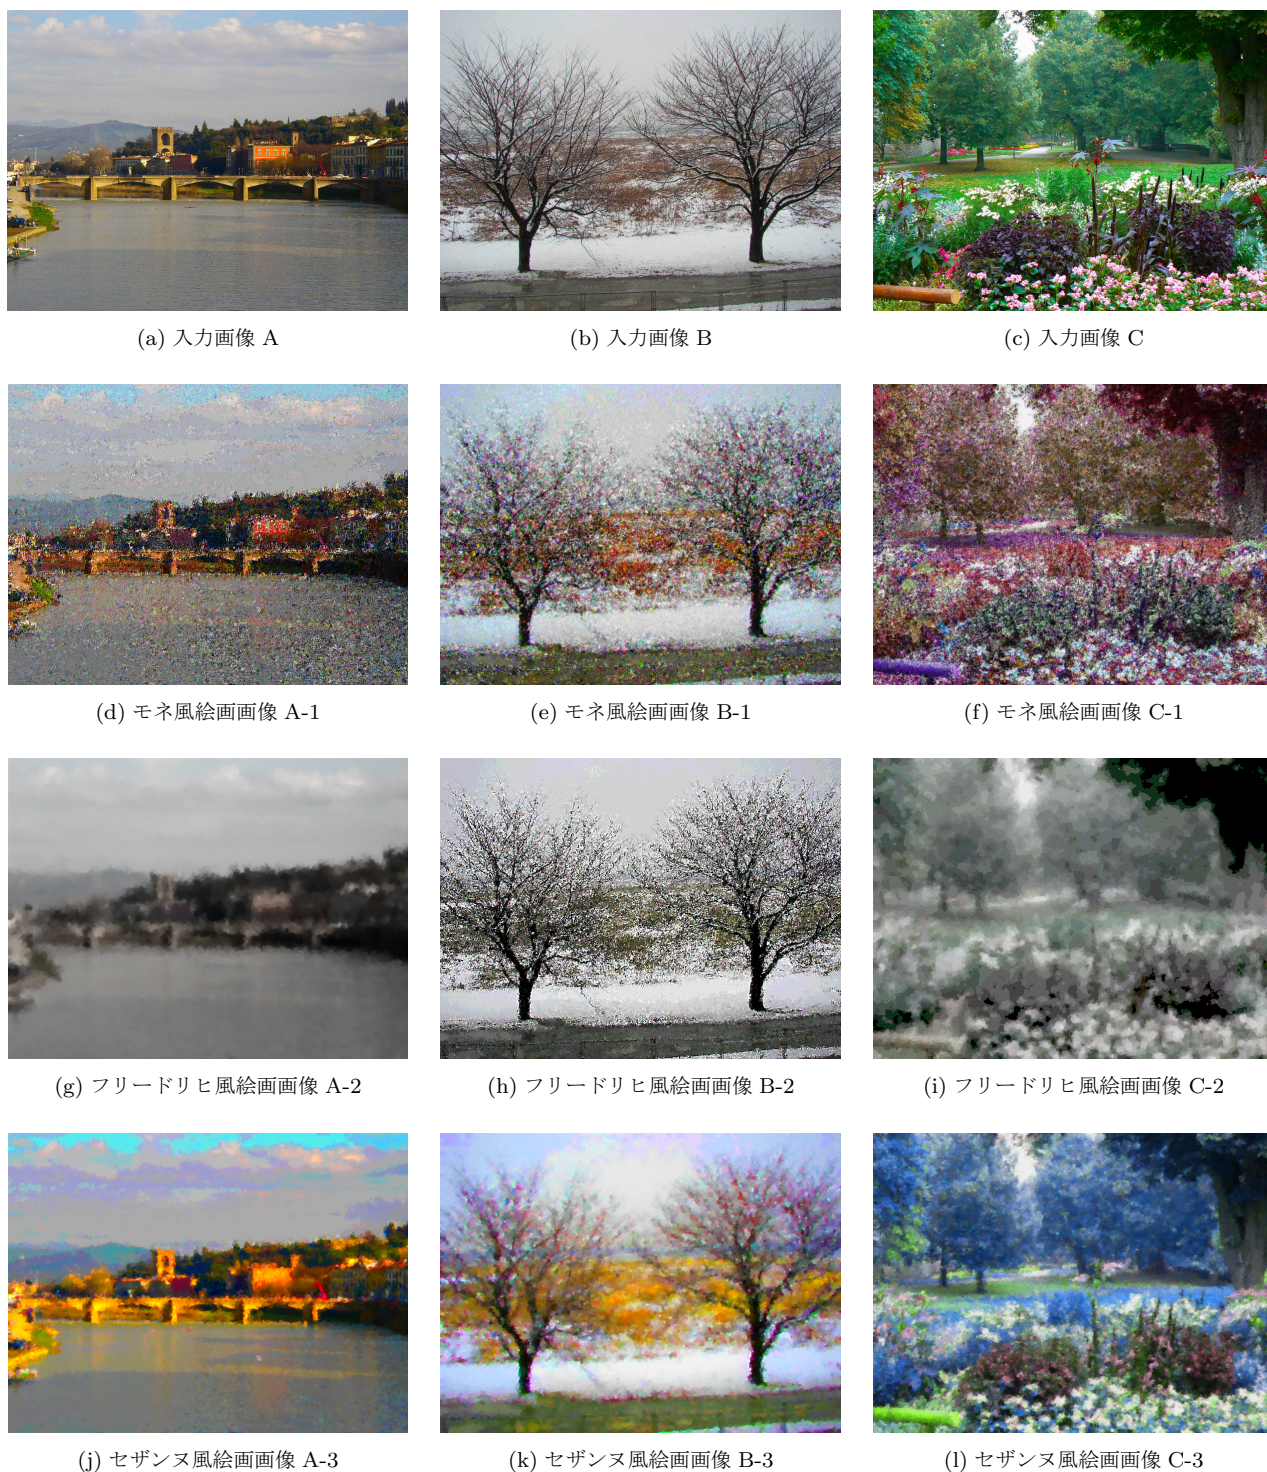 (a) 入力画像 A
(b) 入力画像 B
(c) 入力画像 C
(d) モネ風絵画画像 A-1
(e) モネ風絵画画像 B-1
(f) モネ風絵画画像 C-1
(g) フリードリヒ風絵画画像 A-2
(h) フリードリヒ風絵画画像 B-2
(i) フリードリヒ風絵画画像 C-2
(j) セザンヌ風絵画画像 A-3
(k) セザンヌ風絵画画像 B-3
(l) セザンヌ風絵画画像 C-3